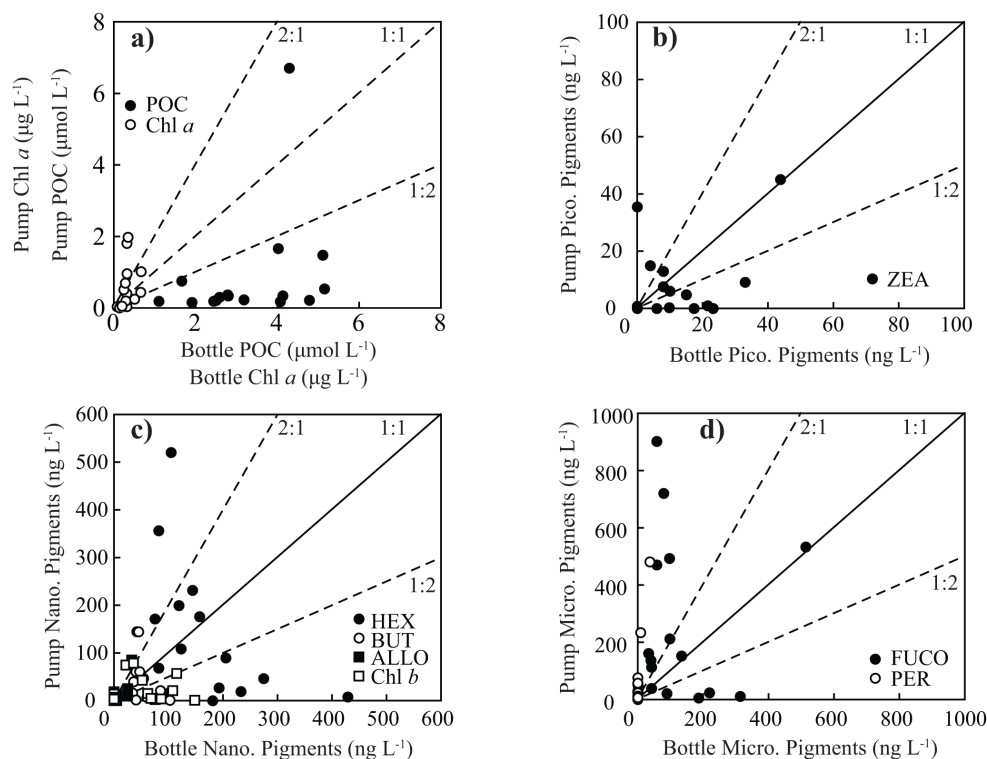 a)
8
6
4
2
0
2:1
1:1
1:2
POC
Chl a
Pump Chl a (µg L-1)
Pump POC (µmol L-1)
0 2 4 6 8
Bottle POC (µmol L-1)
Bottle Chl a (µg L-1)
b)
100
80
60
40
20
0
2:1
1:1
1:2
ZEA
Pump Pico. Pigments (ng L-1)
0 20 40 60 80 100
Bottle Pico. Pigments (ng L-1)
c)
600
500
400
300
200
100
0
2:1
1:1
1:2
HEX
BUT
ALLO
Chl b
Pump Nano. Pigments (ng L-1)
0 100 200 300 400 500 600
Bottle Nano. Pigments (ng L-1)
d)
1000
800
600
400
200
0
2:1
1:1
1:2
FUCO
PER
Pump Micro. Pigments (ng L-1)
0 200 400 600 800 1000
Bottle Micro. Pigments (ng L-1)